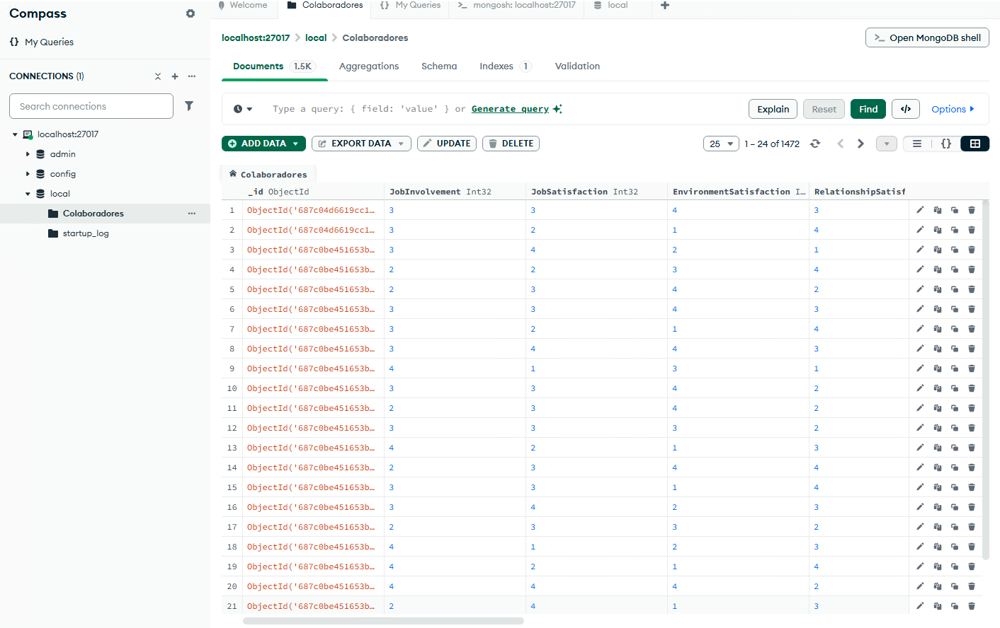 Compass
My Queries
CONNECTIONS (1)
Search connections
localhost:27017
admin
config
local
Colaboradores
startup_log
Welcome
Colaboradores
{} My Queries
>_ mongosh: localhost:27017
local
localhost:27017 > local > Colaboradores
>_ Open MongoDB shell
Documents 1.5K Aggregations Schema Indexes 1 Validation
Type a query: { field: 'value' } or Generate query
Explain Reset Find </> Options
ADD DATA EXPORT DATA UPDATE DELETE
25 1 – 24 of 1472
Colaboradores
_id ObjectId JobInvolvement Int32 JobSatisfaction Int32 EnvironmentSatisfaction I… RelationshipSatisf
1 ObjectId('687c04d6619cc1… 3 3 4 3
2 ObjectId('687c04d6619cc1… 3 2 1 4
3 ObjectId('687c0be451653b… 3 4 2 1
4 ObjectId('687c0be451653b… 2 2 3 4
5 ObjectId('687c0be451653b… 2 3 4 2
6 ObjectId('687c0be451653b… 3 3 4 3
7 ObjectId('687c0be451653b… 3 2 1 4
8 ObjectId('687c0be451653b… 3 4 4 3
9 ObjectId('687c0be451653b… 4 1 3 1
10 ObjectId('687c0be451653b… 3 3 4 2
11 ObjectId('687c0be451653b… 2 3 4 2
12 ObjectId('687c0be451653b… 3 3 3 2
13 ObjectId('687c0be451653b… 4 2 1 3
14 ObjectId('687c0be451653b… 2 3 4 4
15 ObjectId('687c0be451653b… 3 3 1 4
16 ObjectId('687c0be451653b… 3 4 2 3
17 ObjectId('687c0be451653b… 2 3 3 2
18 ObjectId('687c0be451653b… 4 1 2 3
19 ObjectId('687c0be451653b… 4 2 1 4
20 ObjectId('687c0be451653b… 4 4 4 2
21 ObjectId('687c0be451653b… 2 4 1 3